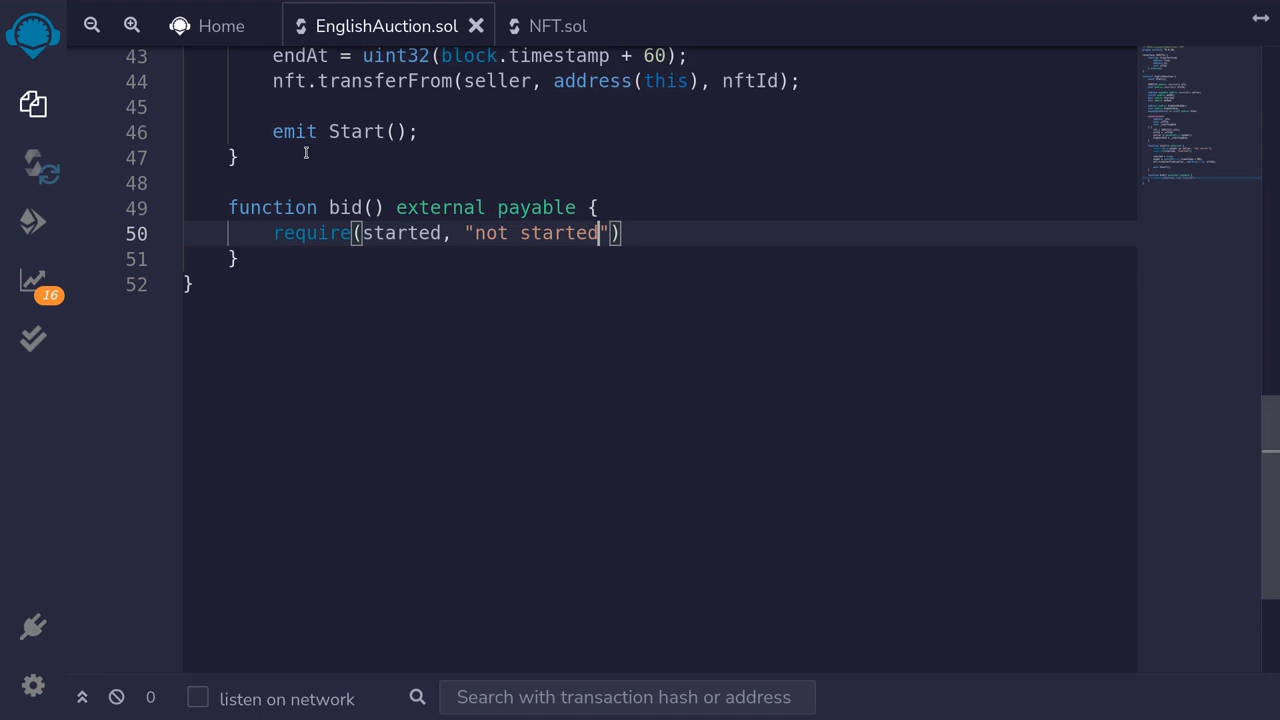 Home
EnglishAuction.sol
NFT.sol
43 endAt = uint32(block.timestamp + 60);
44 nft.transferFrom(seller, address(this), nftId);
45
46 emit Start();
47 }
48
49 function bid() external payable {
50 require(started, "not started")
51 }
52 }
16
0
listen on network
Search with transaction hash or address